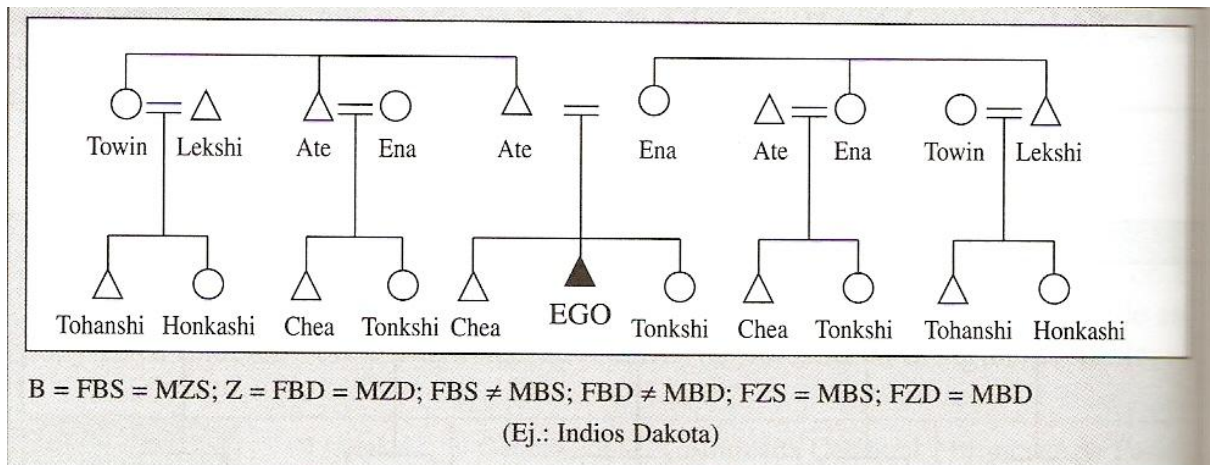 Towin Lekshi Ate Ena Ate Ena Ate Ena Towin Lekshi
Tohanshi Honkashi Chea Tonkshi Chea EGO Tonkshi Chea Tonkshi Tohanshi Honkashi
B = FBS = MZS; Z = FBD = MZD; FBS ≠ MBS; FBD ≠ MBD; FZS = MBS; FZD = MBD
(Ej.: Indios Dakota)